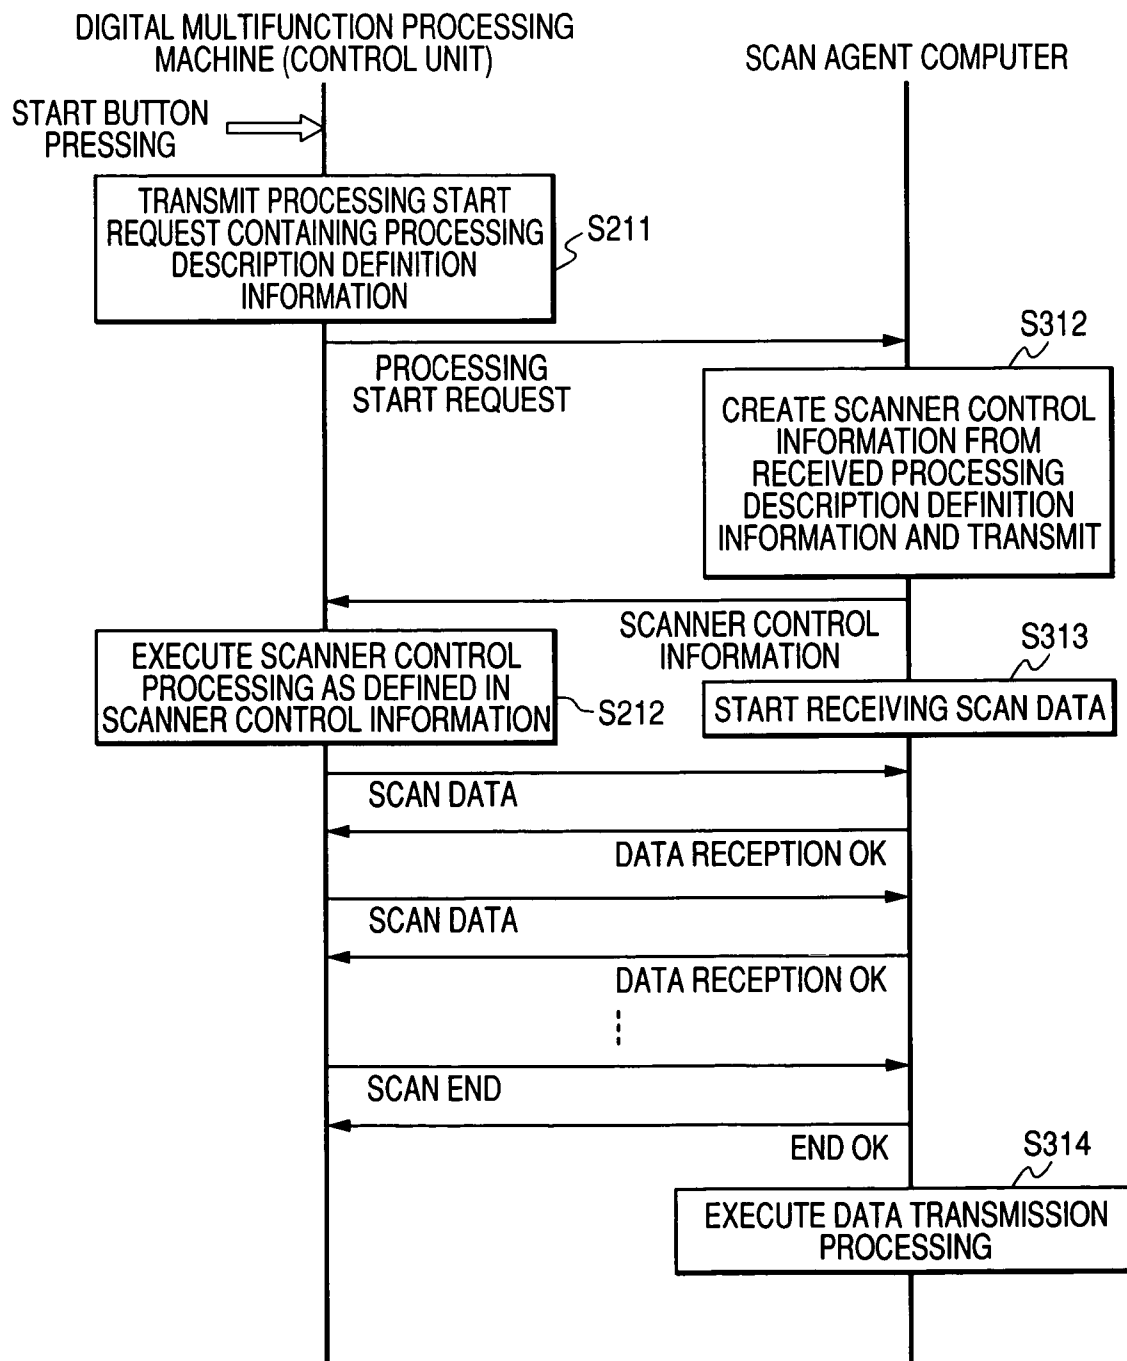 DIGITAL MULTIFUNCTION PROCESSING
MACHINE (CONTROL UNIT)
SCAN AGENT COMPUTER
START BUTTON
PRESSING
TRANSMIT PROCESSING START
REQUEST CONTAINING PROCESSING
DESCRIPTION DEFINITION
INFORMATION
S211
PROCESSING
START REQUEST
S312
CREATE SCANNER CONTROL
INFORMATION FROM
RECEIVED PROCESSING
DESCRIPTION DEFINITION
INFORMATION AND TRANSMIT
SCANNER CONTROL
INFORMATION
EXECUTE SCANNER CONTROL
PROCESSING AS DEFINED IN
SCANNER CONTROL INFORMATION
S212
S313
START RECEIVING SCAN DATA
SCAN DATA
DATA RECEPTION OK
SCAN DATA
DATA RECEPTION OK
SCAN END
END OK
S314
EXECUTE DATA TRANSMISSION
PROCESSING